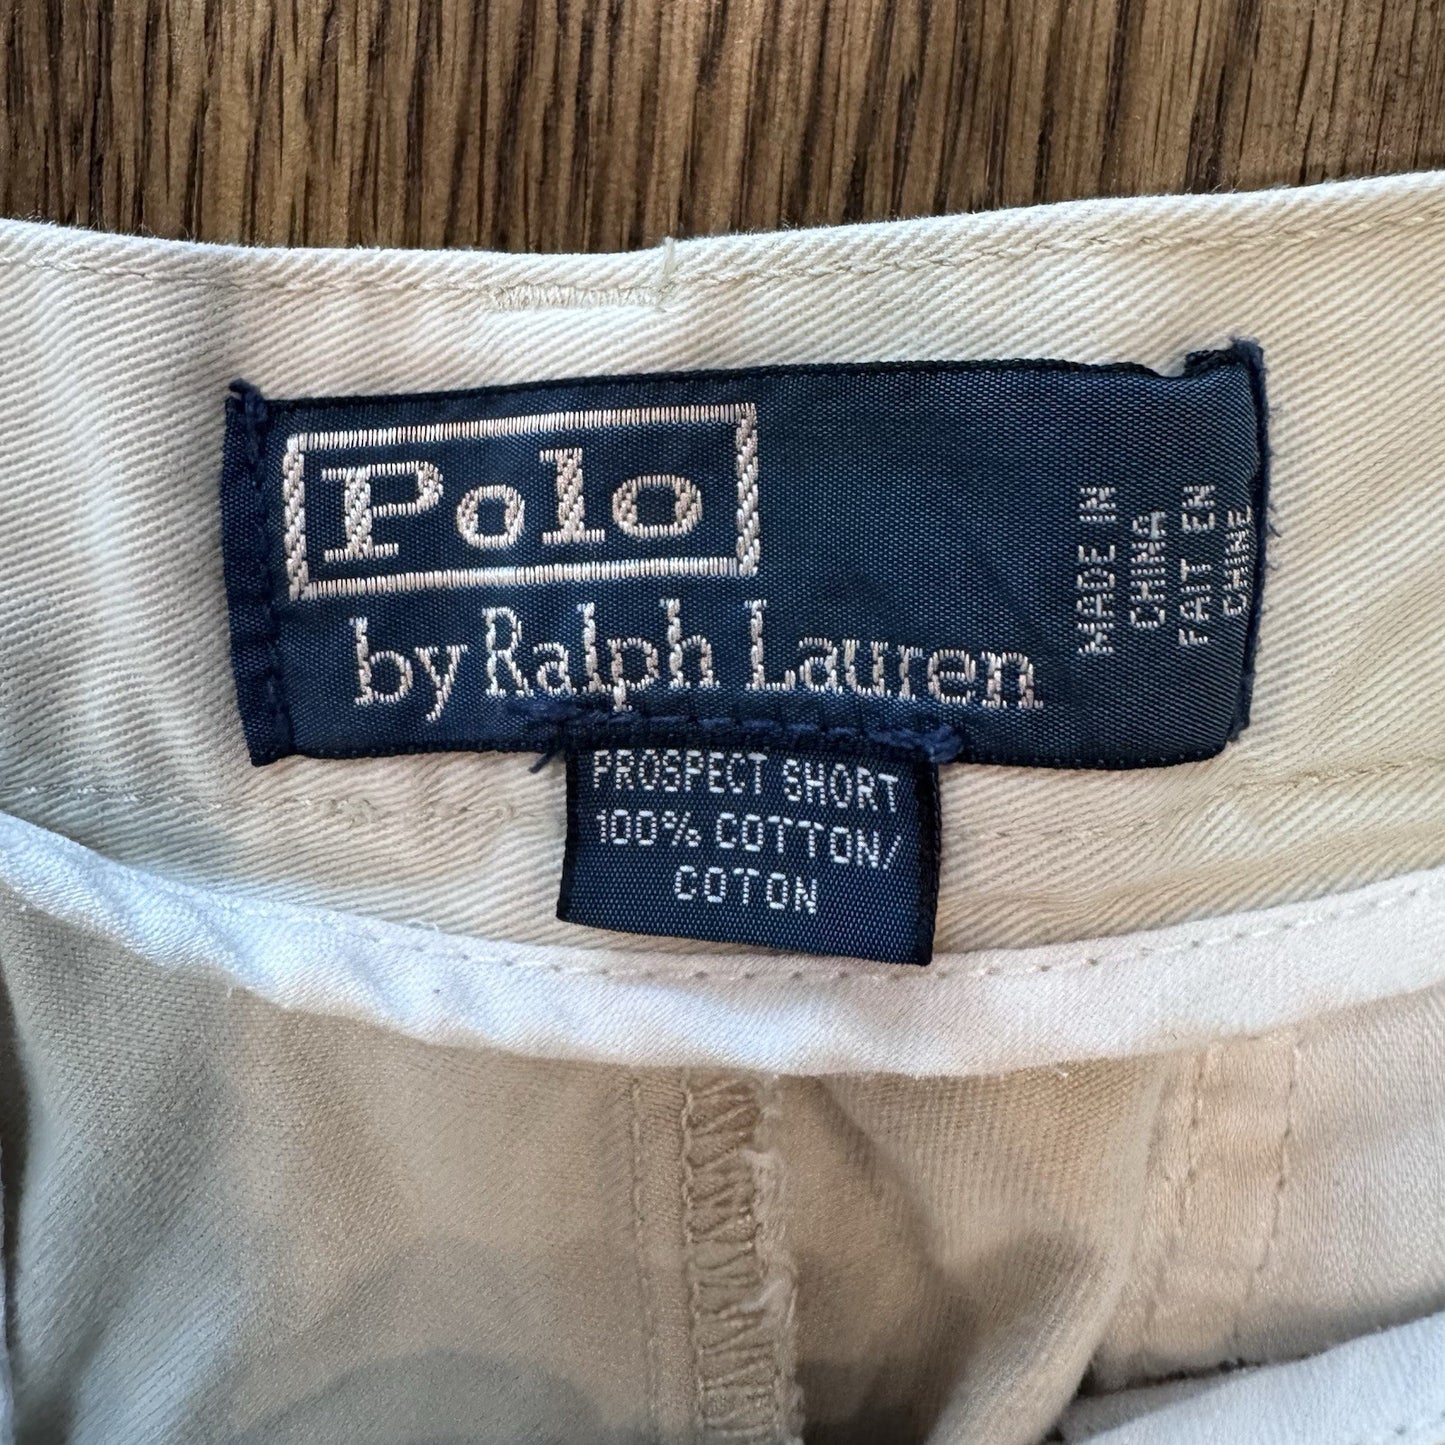 Polo
by Ralph Lauren
MADE IN
CHINA
FAIT EN
CHINE
PROSPECT SHORT
100% COTTON/
COTON